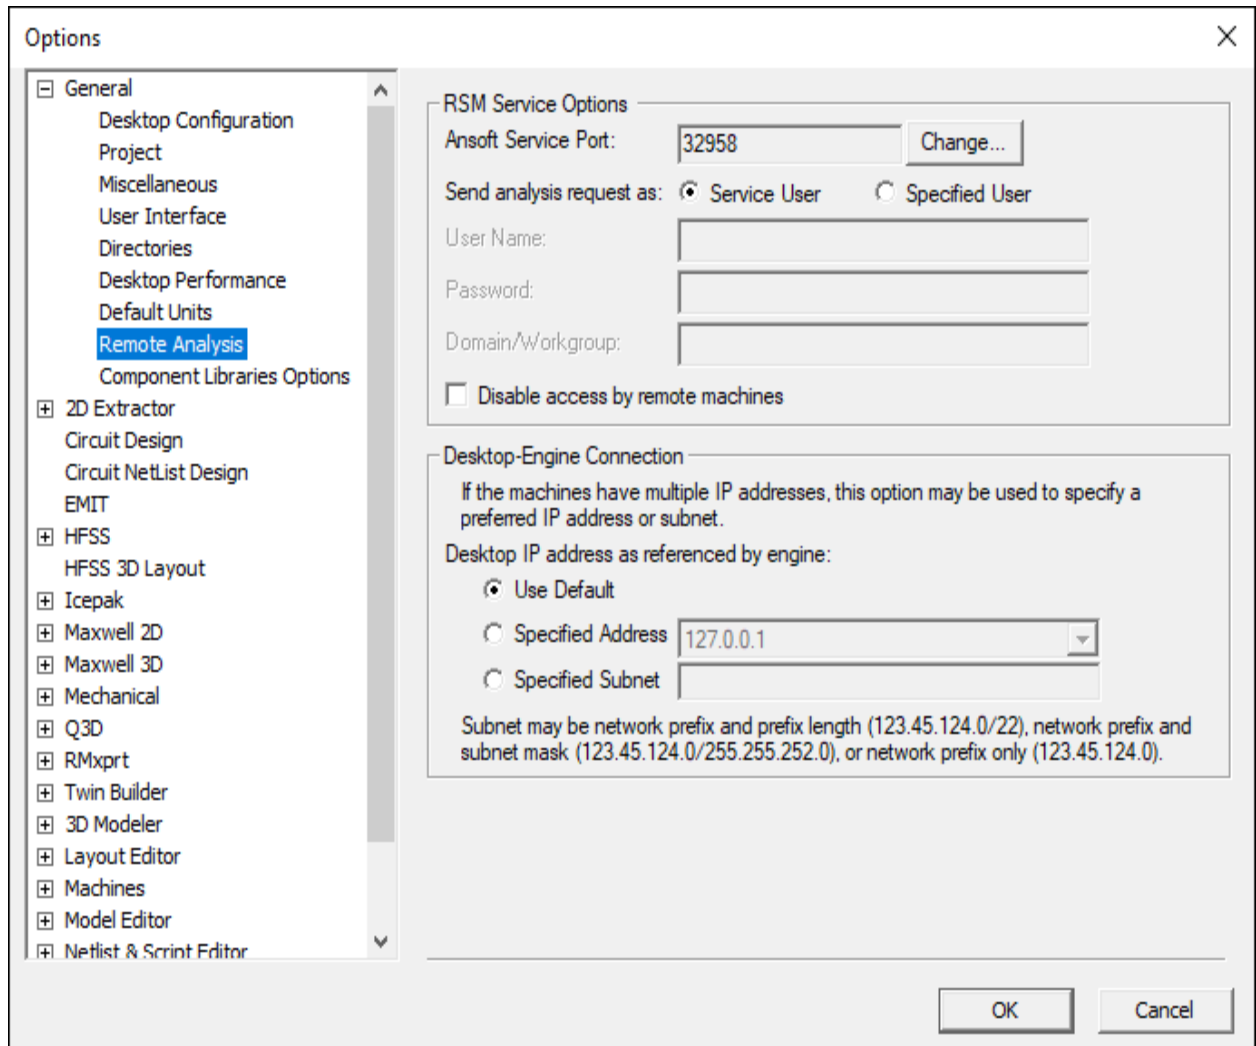 Options
General
Desktop Configuration
Project
Miscellaneous
User Interface
Directories
Desktop Performance
Default Units
Remote Analysis
Component Libraries Options
2D Extractor
Circuit Design
Circuit NetList Design
EMIT
HFSS
HFSS 3D Layout
Icepak
Maxwell 2D
Maxwell 3D
Mechanical
Q3D
RMxprt
Twin Builder
3D Modeler
Layout Editor
Machines
Model Editor
Netlist & Script Editor
RSM Service Options
Ansoft Service Port: 32958 Change...
Send analysis request as: Service User Specified User
User Name:
Password:
Domain/Workgroup:
Disable access by remote machines
Desktop-Engine Connection
If the machines have multiple IP addresses, this option may be used to specify a
preferred IP address or subnet.
Desktop IP address as referenced by engine:
Use Default
Specified Address 127.0.0.1
Specified Subnet
Subnet may be network prefix and prefix length (123.45.124.0/22), network prefix and
subnet mask (123.45.124.0/255.255.252.0), or network prefix only (123.45.124.0).
OK Cancel